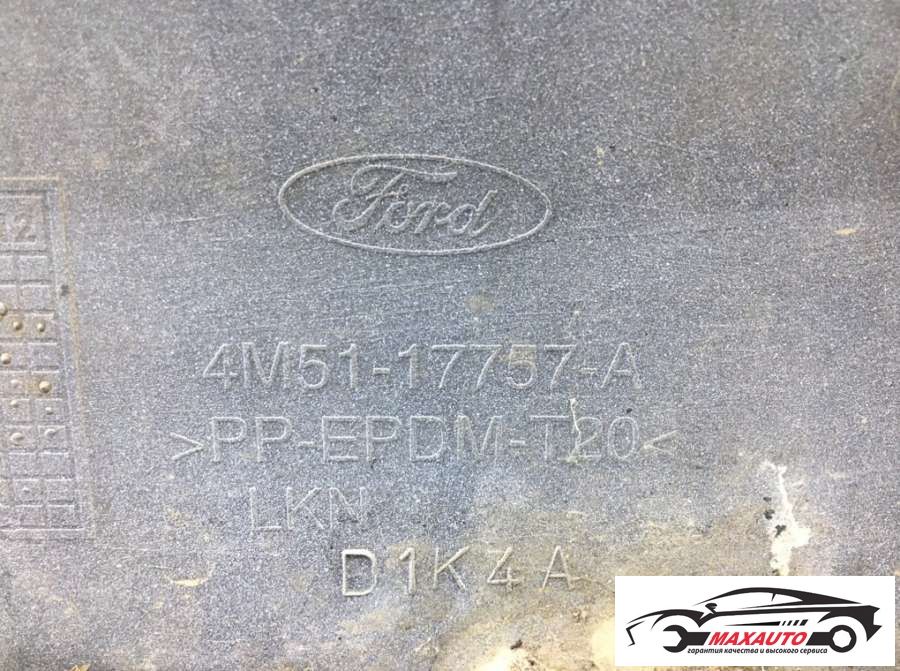 Ford
4M51-17757-A
>PP-EPDM-T20<
LKN
D1K4A
MAXAUTO
гарантия качества и высокого сервиса